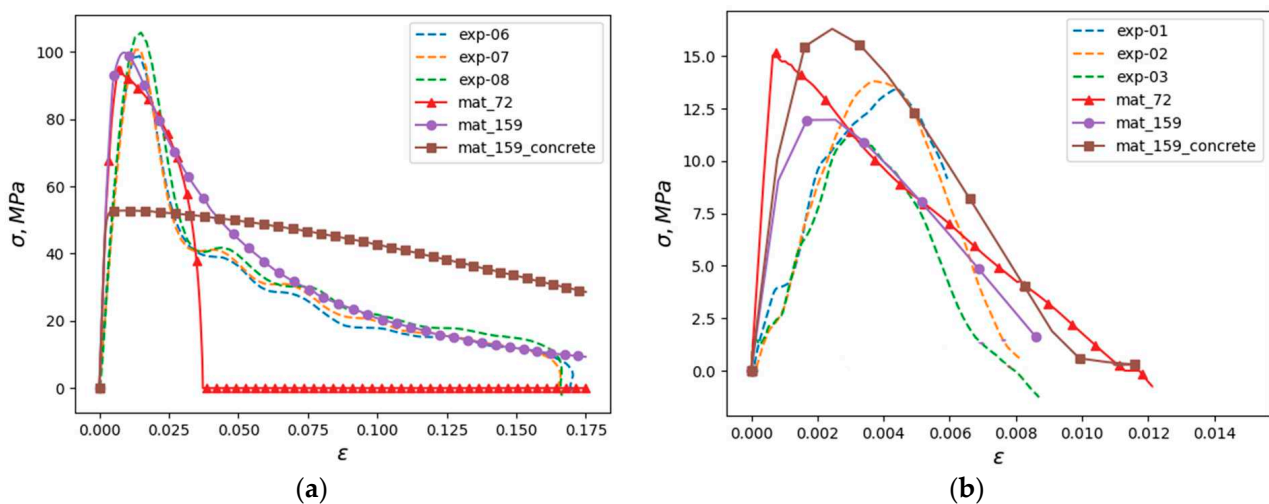 exp-06
exp-07
exp-08
mat_72
mat_159
mat_159_concrete
σ, MPa
100
80
60
40
20
0
0.000 0.025 0.050 0.075 0.100 0.125 0.150 0.175
ε
(a)
exp-01
exp-02
exp-03
mat_72
mat_159
mat_159_concrete
σ, MPa
15.0
12.5
10.0
7.5
5.0
2.5
0.0
0.000 0.002 0.004 0.006 0.008 0.010 0.012 0.014
ε
(b)